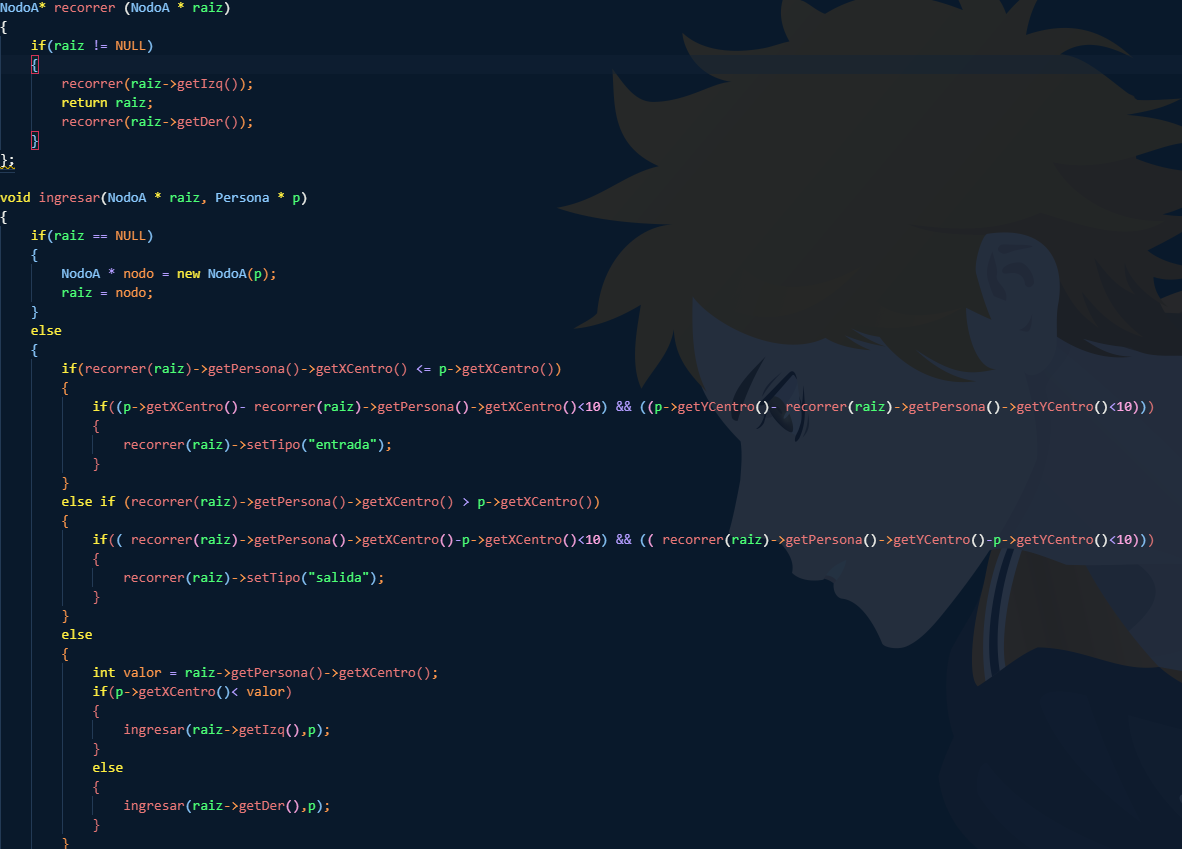 NodoA* recorrer (NodoA * raiz)
{
    if(raiz != NULL)
    {
        recorrer(raiz->getIzq());
        return raiz;
        recorrer(raiz->getDer());
    }
};
void ingresar(NodoA * raiz, Persona * p)
{
    if(raiz == NULL)
    {
        NodoA * nodo = new NodoA(p);
        raiz = nodo;
    }
    else
    {
        if(recorrer(raiz)->getPersona()->getXCentro() <= p->getXCentro())
        {
            if((p->getXCentro()- recorrer(raiz)->getPersona()->getXCentro()<10) && ((p->getYCentro()- recorrer(raiz)->getPersona()->getYCentro()<10)))
            {
                recorrer(raiz)->setTipo("entrada");
            }
        }
        else if (recorrer(raiz)->getPersona()->getXCentro() > p->getXCentro())
        {
            if(( recorrer(raiz)->getPersona()->getXCentro()-p->getXCentro()<10) && (( recorrer(raiz)->getPersona()->getYCentro()-p->getYCentro()<10)))
            {
                recorrer(raiz)->setTipo("salida");
            }
        }
        else
        {
            int valor = raiz->getPersona()->getXCentro();
            if(p->getXCentro()< valor)
            {
                ingresar(raiz->getIzq(),p);
            }
            else
            {
                ingresar(raiz->getDer(),p);
            }
        }